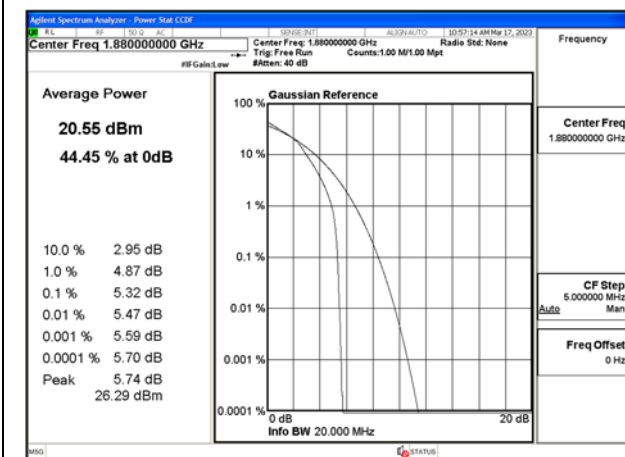 Agilent Spectrum Analyzer - Power Stat CCDF
RL RF 50 Ω AC SENSE:INT ALIGNAUTO 10:57:14 AM Mar 17, 2023
Center Freq 1.880000000 GHz
Center Freq: 1.880000000 GHz Radio Std: None
Trig: Free Run Counts:1.00 M/1.00 Mpt
#IFGain:Low #Atten: 40 dB
Frequency
Average Power
20.55 dBm
44.45 % at 0dB
10.0 % 2.95 dB
1.0 % 4.87 dB
0.1 % 5.32 dB
0.01 % 5.47 dB
0.001 % 5.59 dB
0.0001 % 5.70 dB
Peak 5.74 dB
26.29 dBm
Gaussian Reference
100 %
10 %
1 %
0.1 %
0.01 %
0.001 %
0.0001 %
0 dB 20 dB
Info BW 20.000 MHz
Center Freq
1.880000000 GHz
CF Step
5.000000 MHz
Auto Man
Freq Offset
0 Hz
MSG STATUS